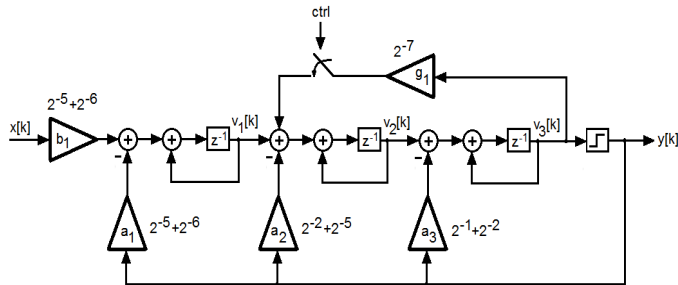 ctrl
2⁻⁷
g₁
2⁻⁵+2⁻⁶
x[k]
b₁
+
+
z⁻¹
v₁[k]
+
+
z⁻¹
v₂[k]
+
+
z⁻¹
v₃[k]
y[k]
-
-
-
a₁
2⁻⁵+2⁻⁶
a₂
2⁻²+2⁻⁵
a₃
2⁻¹+2⁻²